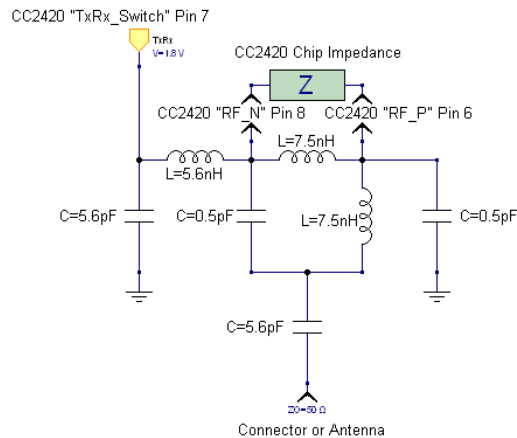 CC2420 "TxRx_Switch" Pin 7
TxRx
V=1.8 V
CC2420 Chip Impedance
Z
CC2420 "RF_N" Pin 8
CC2420 "RF_P" Pin 6
L=7.5nH
L=5.6nH
C=5.6pF
C=0.5pF
L=7.5nH
C=0.5pF
C=5.6pF
Z0=50 Ω
Connector or Antenna